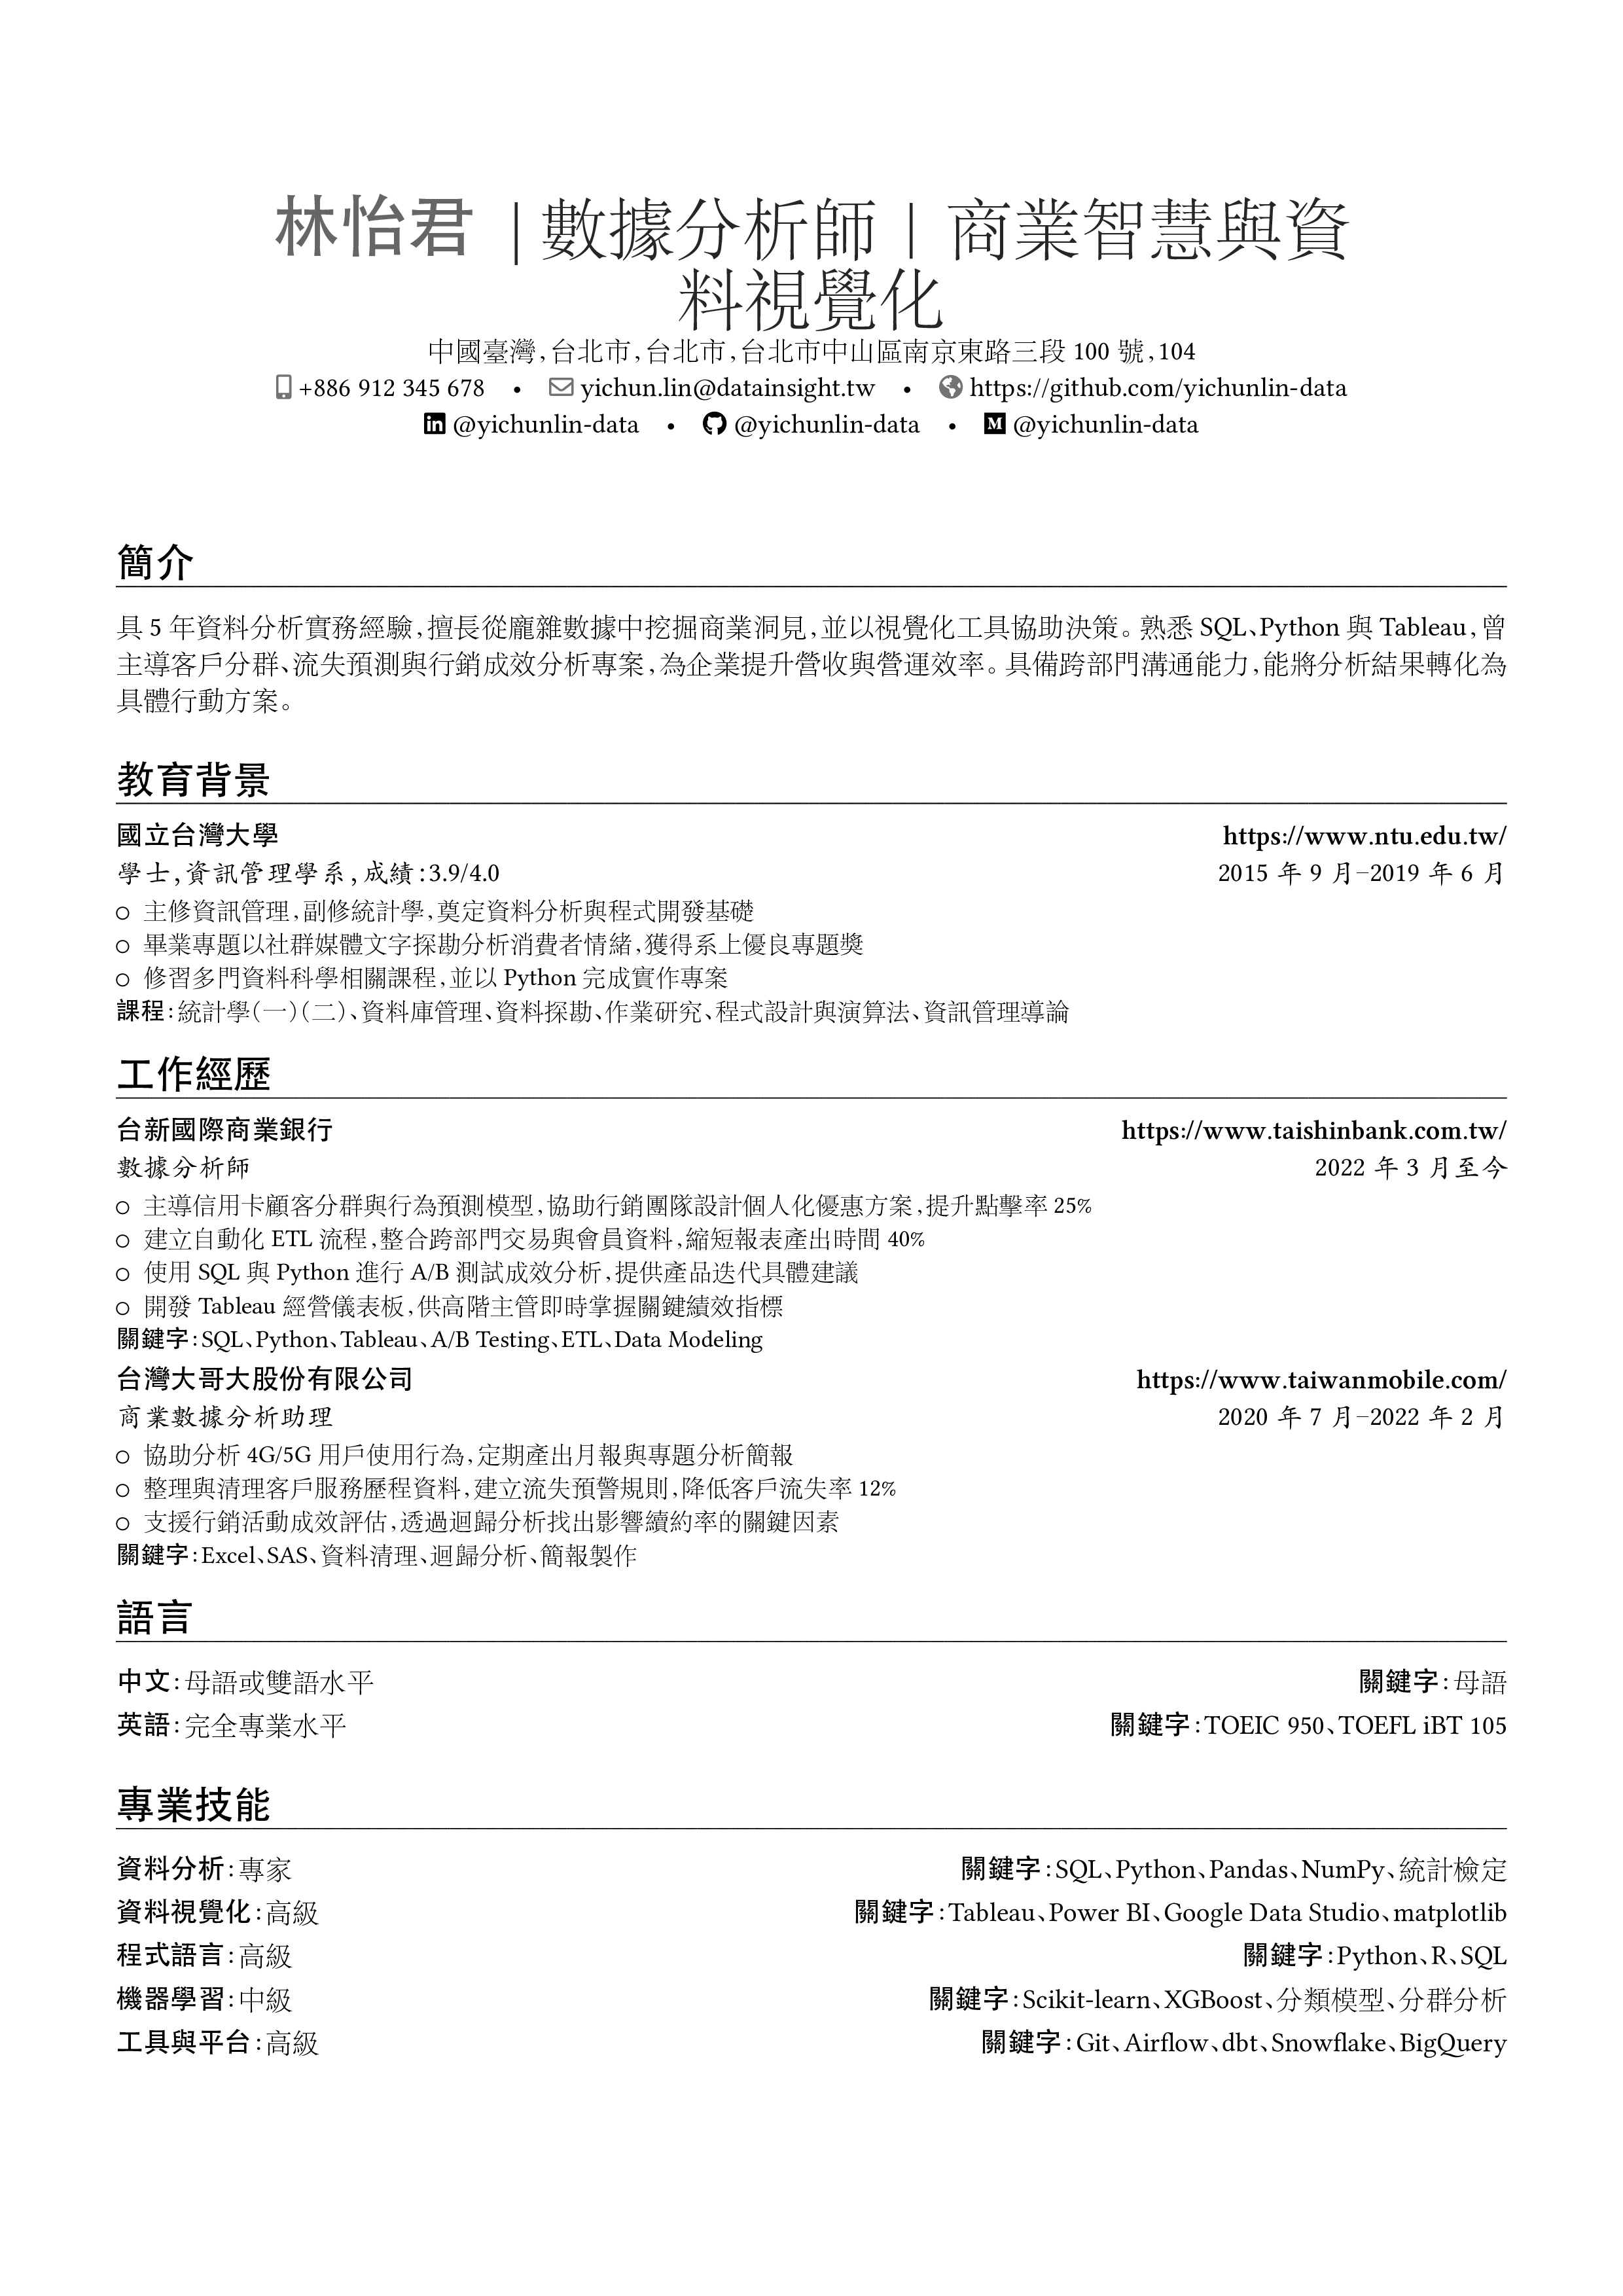 林怡君 | 數據分析師｜商業智慧與資
料視覺化
中國臺灣,台北市,台北市,台北市中山區南京東路三段 100 號,104
+886 912 345 678 • yichun.lin@datainsight.tw • https://github.com/yichunlin-data
@yichunlin-data • @yichunlin-data • @yichunlin-data
簡介
具 5 年資料分析實務經驗,擅長從龐雜數據中挖掘商業洞見,並以視覺化工具協助決策。熟悉 SQL、Python 與 Tableau,曾
主導客戶分群、流失預測與行銷成效分析專案,為企業提升營收與營運效率。具備跨部門溝通能力,能將分析結果轉化為
具體行動方案。
教育背景
國立台灣大學 https://www.ntu.edu.tw/
學士,資訊管理學系,成績:3.9/4.0 2015 年 9 月–2019 年 6 月
○ 主修資訊管理,副修統計學,奠定資料分析與程式開發基礎
○ 畢業專題以社群媒體文字探勘分析消費者情緒,獲得系上優良專題獎
○ 修習多門資料科學相關課程,並以 Python 完成實作專案
課程:統計學(一)(二)、資料庫管理、資料探勘、作業研究、程式設計與演算法、資訊管理導論
工作經歷
台新國際商業銀行 https://www.taishinbank.com.tw/
數據分析師 2022 年 3 月至今
○ 主導信用卡顧客分群與行為預測模型,協助行銷團隊設計個人化優惠方案,提升點擊率 25%
○ 建立自動化 ETL 流程,整合跨部門交易與會員資料,縮短報表產出時間 40%
○ 使用 SQL 與 Python 進行 A/B 測試成效分析,提供產品迭代具體建議
○ 開發 Tableau 經營儀表板,供高階主管即時掌握關鍵績效指標
關鍵字:SQL、Python、Tableau、A/B Testing、ETL、Data Modeling
台灣大哥大股份有限公司 https://www.taiwanmobile.com/
商業數據分析助理 2020 年 7 月–2022 年 2 月
○ 協助分析 4G/5G 用戶使用行為,定期產出月報與專題分析簡報
○ 整理與清理客戶服務歷程資料,建立流失預警規則,降低客戶流失率 12%
○ 支援行銷活動成效評估,透過迴歸分析找出影響續約率的關鍵因素
關鍵字:Excel、SAS、資料清理、迴歸分析、簡報製作
語言
中文:母語或雙語水平 關鍵字:母語
英語:完全專業水平 關鍵字:TOEIC 950、TOEFL iBT 105
專業技能
資料分析:專家 關鍵字:SQL、Python、Pandas、NumPy、統計檢定
資料視覺化:高級 關鍵字:Tableau、Power BI、Google Data Studio、matplotlib
程式語言:高級 關鍵字:Python、R、SQL
機器學習:中級 關鍵字:Scikit-learn、XGBoost、分類模型、分群分析
工具與平台:高級 關鍵字:Git、Airflow、dbt、Snowflake、BigQuery